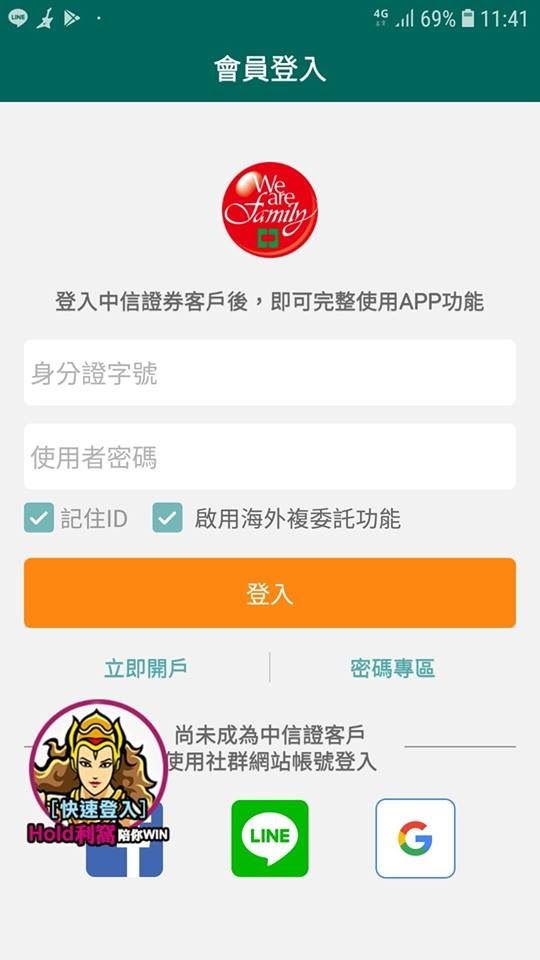 LINE
4G
69%
11:41
會員登入
We
are
Family
登入中信證券客戶後，即可完整使用APP功能
身分證字號
使用者密碼
記住ID
啟用海外複委託功能
登入
立即開戶
密碼專區
尚未成為中信證客戶
使用社群網站帳號登入
[快速登入]
Hold利窩陪你WIN
LINE
G